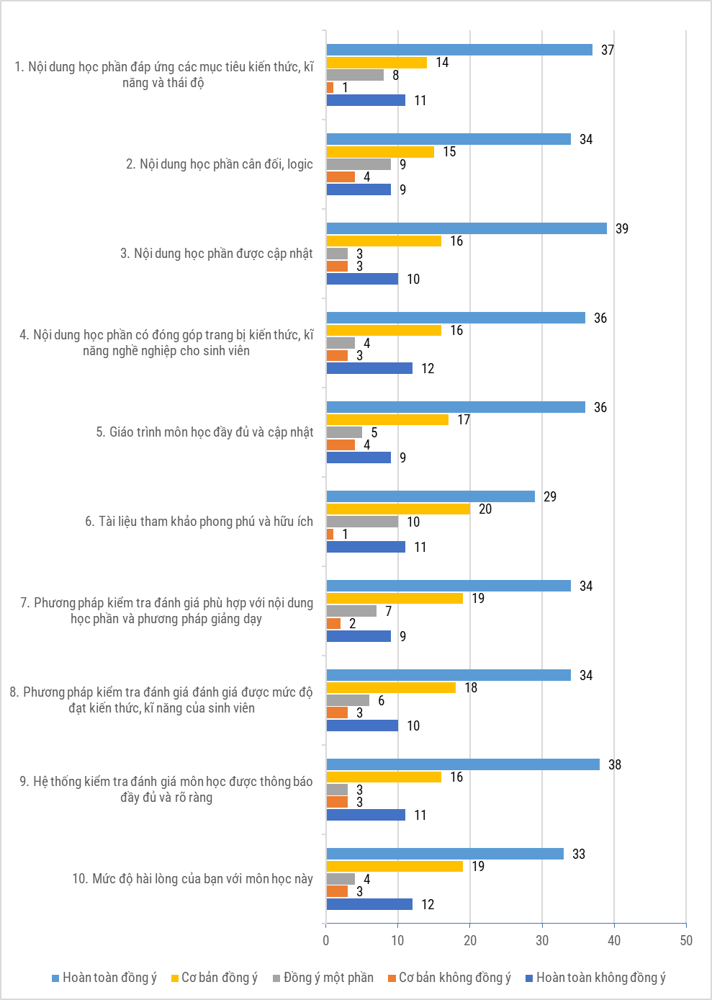 1. Nội dung học phần đáp ứng các mục tiêu kiến thức, kĩ
năng và thái độ
37
14
8
1
11
2. Nội dung học phần cân đối, logic
34
15
9
4
9
3. Nội dung học phần được cập nhật
39
16
3
3
10
4. Nội dung học phần có đóng góp trang bị kiến thức, kĩ
năng nghề nghiệp cho sinh viên
36
16
4
3
12
5. Giáo trình môn học đầy đủ và cập nhật
36
17
5
4
9
6. Tài liệu tham khảo phong phú và hữu ích
29
20
10
1
11
7. Phương pháp kiểm tra đánh giá phù hợp với nội dung
học phần và phương pháp giảng dạy
34
19
7
2
9
8. Phương pháp kiểm tra đánh giá đánh giá được mức độ
đạt kiến thức, kĩ năng của sinh viên
34
18
6
3
10
9. Hệ thống kiểm tra đánh giá môn học được thông báo
đầy đủ và rõ ràng
38
16
3
3
11
10. Mức độ hài lòng của bạn với môn học này
33
19
4
3
12
0 10 20 30 40 50
Hoàn toàn đồng ý Cơ bản đồng ý Đồng ý một phần Cơ bản không đồng ý Hoàn toàn không đồng ý